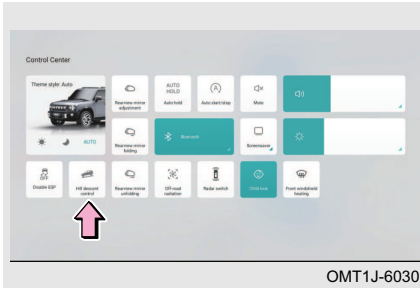 Control Center
Theme style: Auto
AUTO
Rearview mirror
adjustment
AUTO
HOLD
Auto hold
Auto start/stop
Mute
Rearview mirror
folding
Bluetooth
Screensaver
OFF
Disable ESP
Hill descent
control
Rearview mirror
unfolding
Off-road
radiation
Radar switch
Child lock
Front windshield
heating
OMT1J-6030